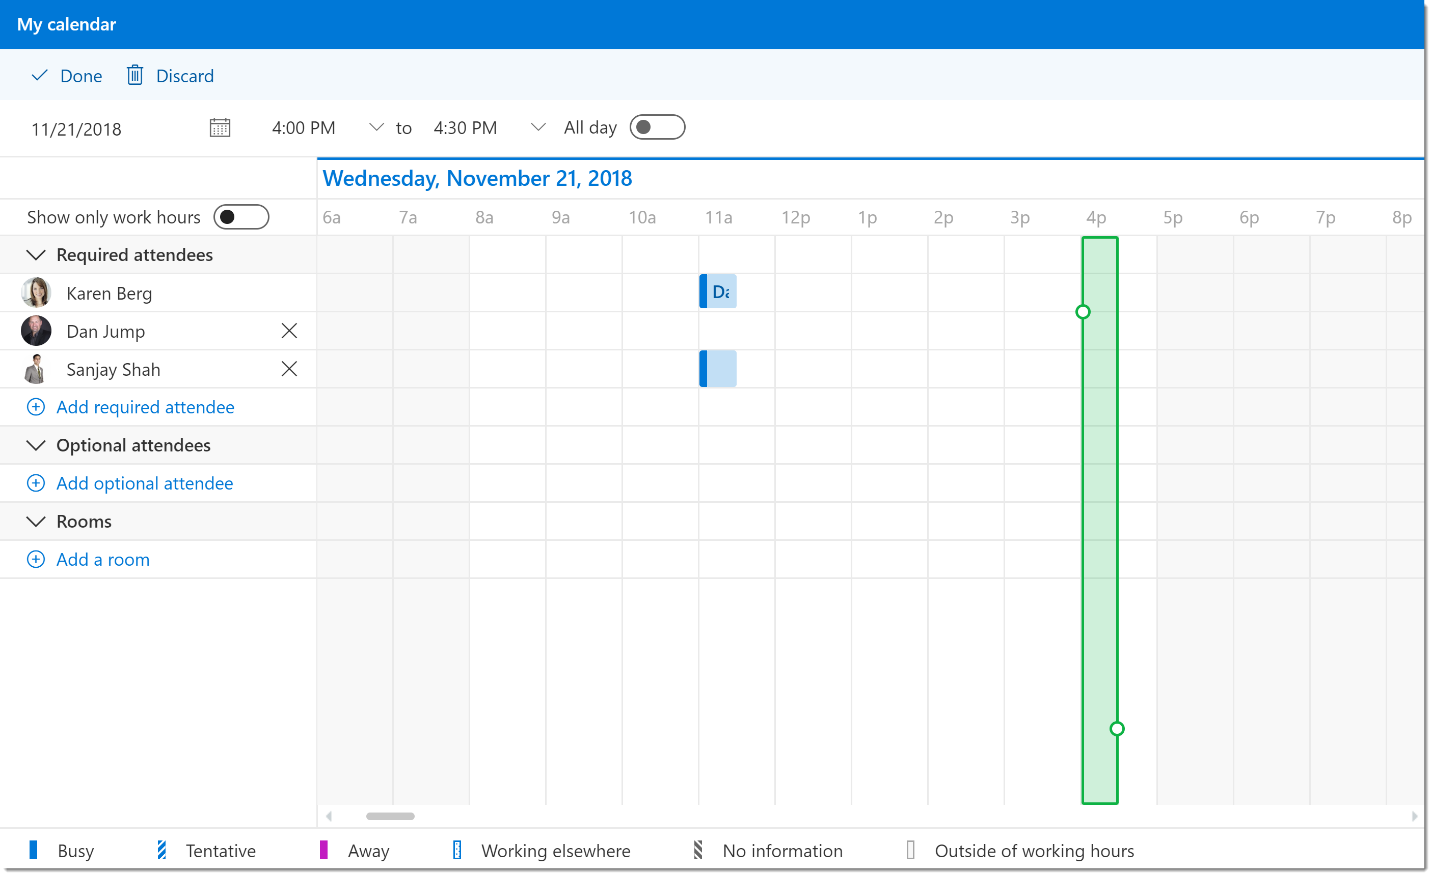 My calendar
Done Discard
11/21/2018 4:00 PM to 4:30 PM All day
Wednesday, November 21, 2018
Show only work hours 6a 7a 8a 9a 10a 11a 12p 1p 2p 3p 4p 5p 6p 7p 8p
Required attendees
Karen Berg Da
Dan Jump
Sanjay Shah
Add required attendee
Optional attendees
Add optional attendee
Rooms
Add a room
Busy Tentative Away Working elsewhere No information Outside of working hours